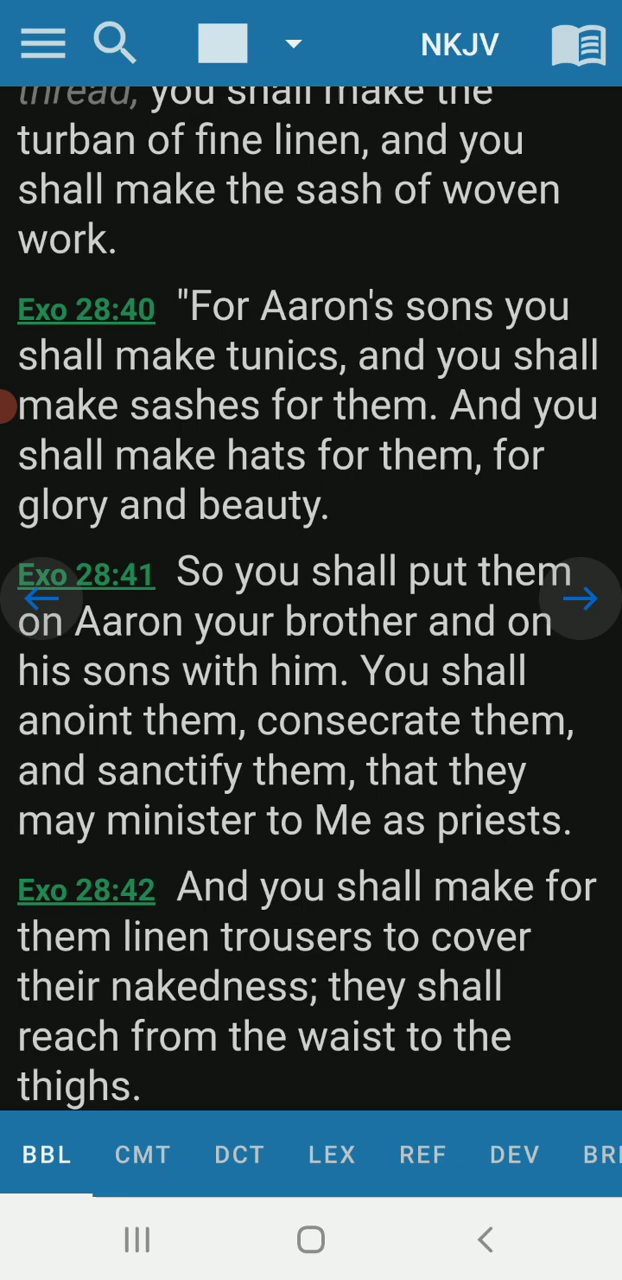 NKJV
thread, you shall make the
turban of fine linen, and you
shall make the sash of woven
work.
Exo 28:40 "For Aaron's sons you
shall make tunics, and you shall
make sashes for them. And you
shall make hats for them, for
glory and beauty.
Exo 28:41 So you shall put them
on Aaron your brother and on
his sons with him. You shall
anoint them, consecrate them,
and sanctify them, that they
may minister to Me as priests.
Exo 28:42 And you shall make for
them linen trousers to cover
their nakedness; they shall
reach from the waist to the
thighs.
BBL CMT DCT LEX REF DEV